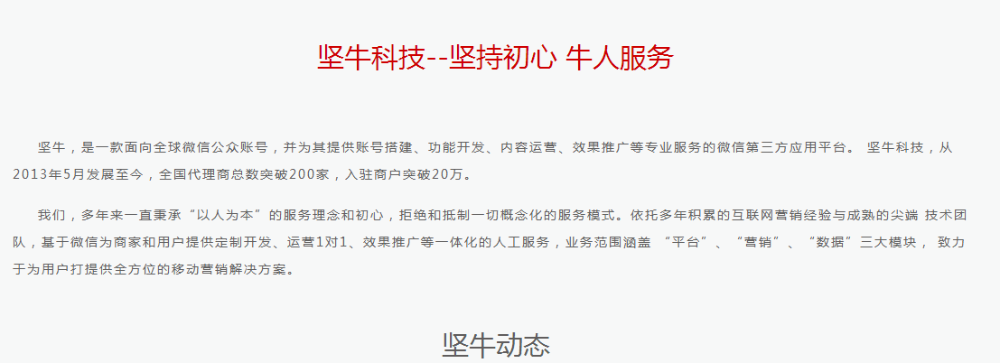 坚牛科技--坚持初心 牛人服务
坚牛，是一款面向全球微信公众账号，并为其提供账号搭建、功能开发、内容运营、效果推广等专业服务的微信第三方应用平台。 坚牛科技，从
2013年5月发展至今，全国代理商总数突破200家，入驻商户突破20万。
我们，多年来一直秉承“以人为本”的服务理念和初心，拒绝和抵制一切概念化的服务模式。依托多年积累的互联网营销经验与成熟的尖端 技术团
队，基于微信为商家和用户提供定制开发、运营1对1、效果推广等一体化的人工服务，业务范围涵盖 “平台”、“营销”、“数据”三大模块， 致力
于为用户打提供全方位的移动营销解决方案。
坚牛动态